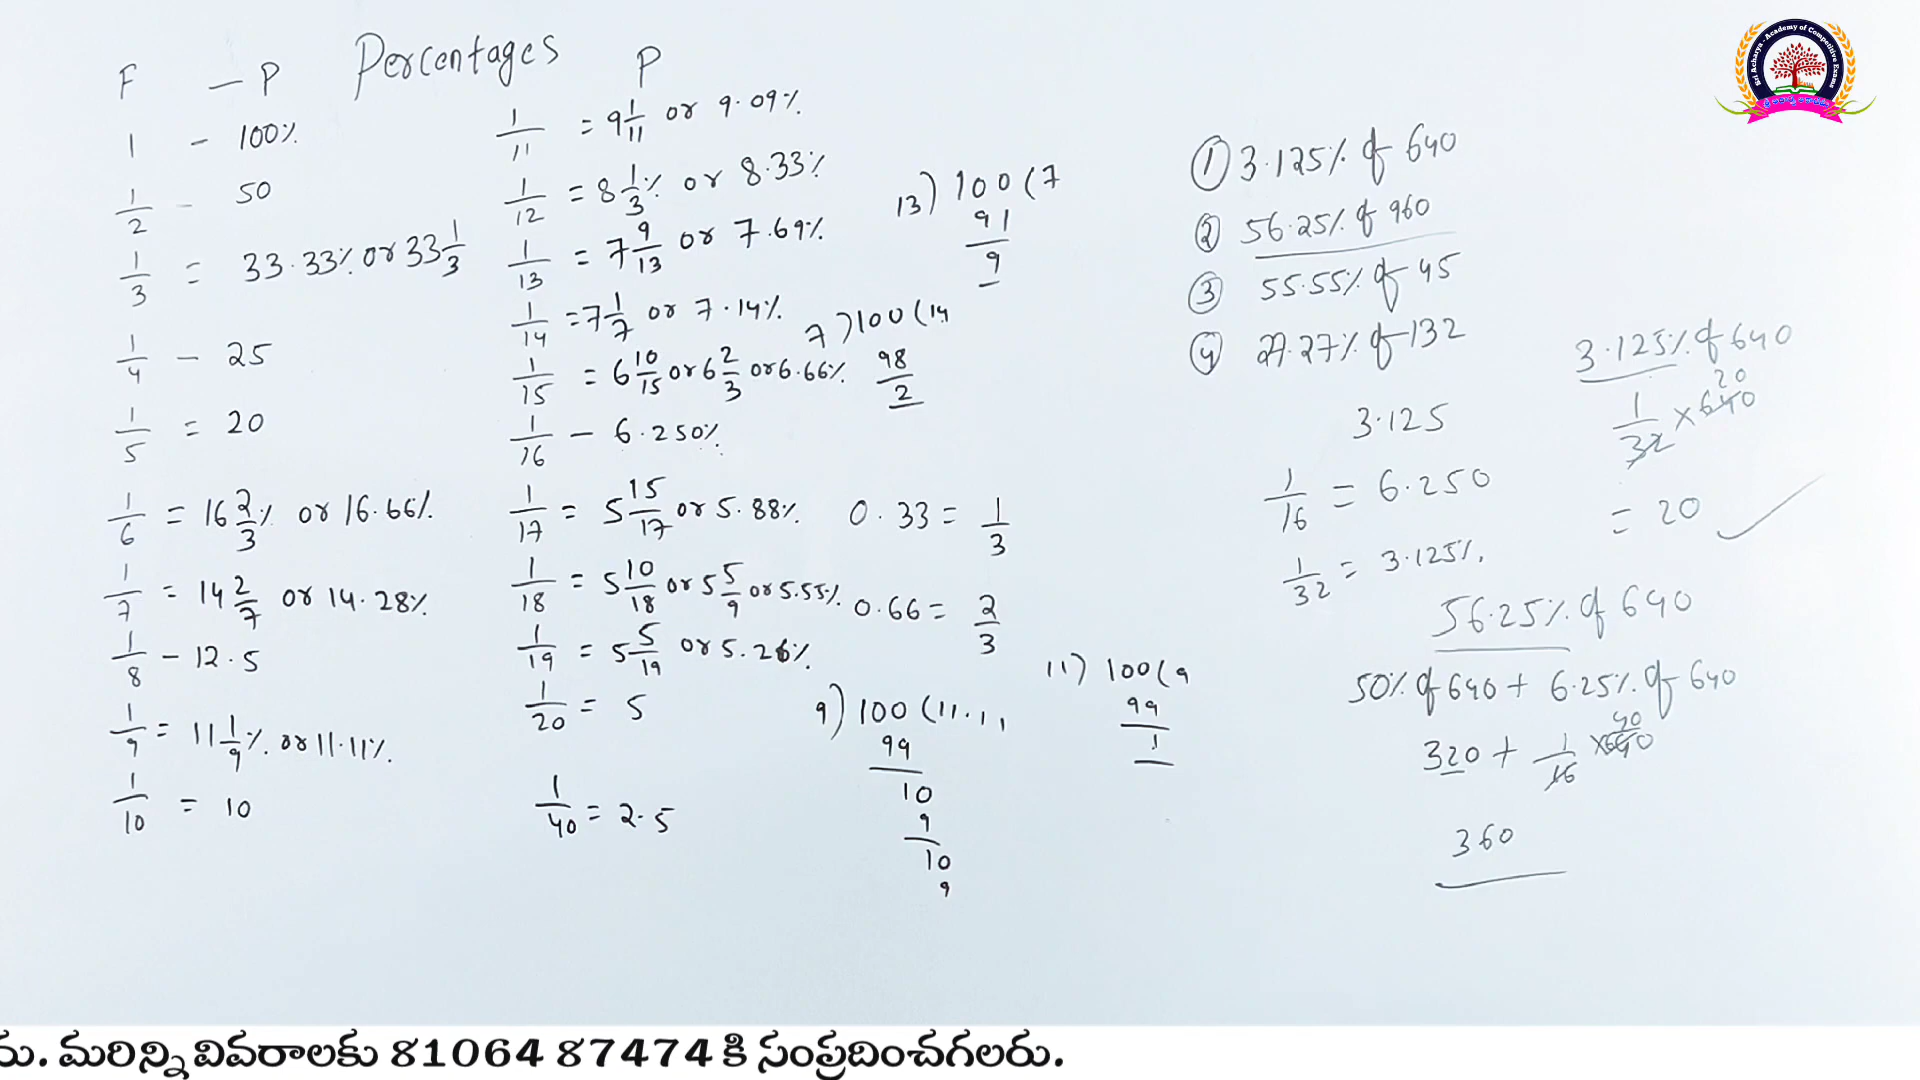 Percentages
F - P
1 - 100%
1/2 - 50
1/3 = 33.33% or 33 1/3
1/4 - 25
1/5 = 20
1/6 = 16 2/3 % or 16.66%
1/7 = 14 2/7 or 14.28%
1/8 - 12.5
1/9 = 11 1/9 % or 11.11%
1/10 = 10
P
1/11 = 9 1/11 or 9.09%
1/12 = 8 1/3 % or 8.33%
1/13 = 7 9/13 or 7.69%
1/14 = 7 1/7 or 7.14%
1/15 = 6 10/15 or 6 2/3 or 6.66%
1/16 - 6.250%
1/17 = 5 15/17 or 5.88%
1/18 = 5 10/18 or 5 5/9 or 5.55%
1/19 = 5 5/19 or 5.26%
1/20 = 5
1/40 = 2.5
13) 100 (7
91
9
7) 100 (14
98
2
0.33 = 1/3
0.66 = 2/3
9) 100 (11.11
99
10
9
10
9
11) 100 (9
99
1
① 3.125% of 640
② 56.25% of 960
③ 55.55% of 45
④ 27.27% of 132
3.125
1/16 = 6.250
1/32 = 3.125%
3.125% of 640
20
1/32 × 640
= 20
56.25% of 640
50% of 640 + 6.25% of 640
40
320 + 1/16 × 640
360
Sri Acharya - Academy of Competitive Exams
రు. మరిన్ని వివరాలకు 81064 87474 కి సంప్రదించగలరు.